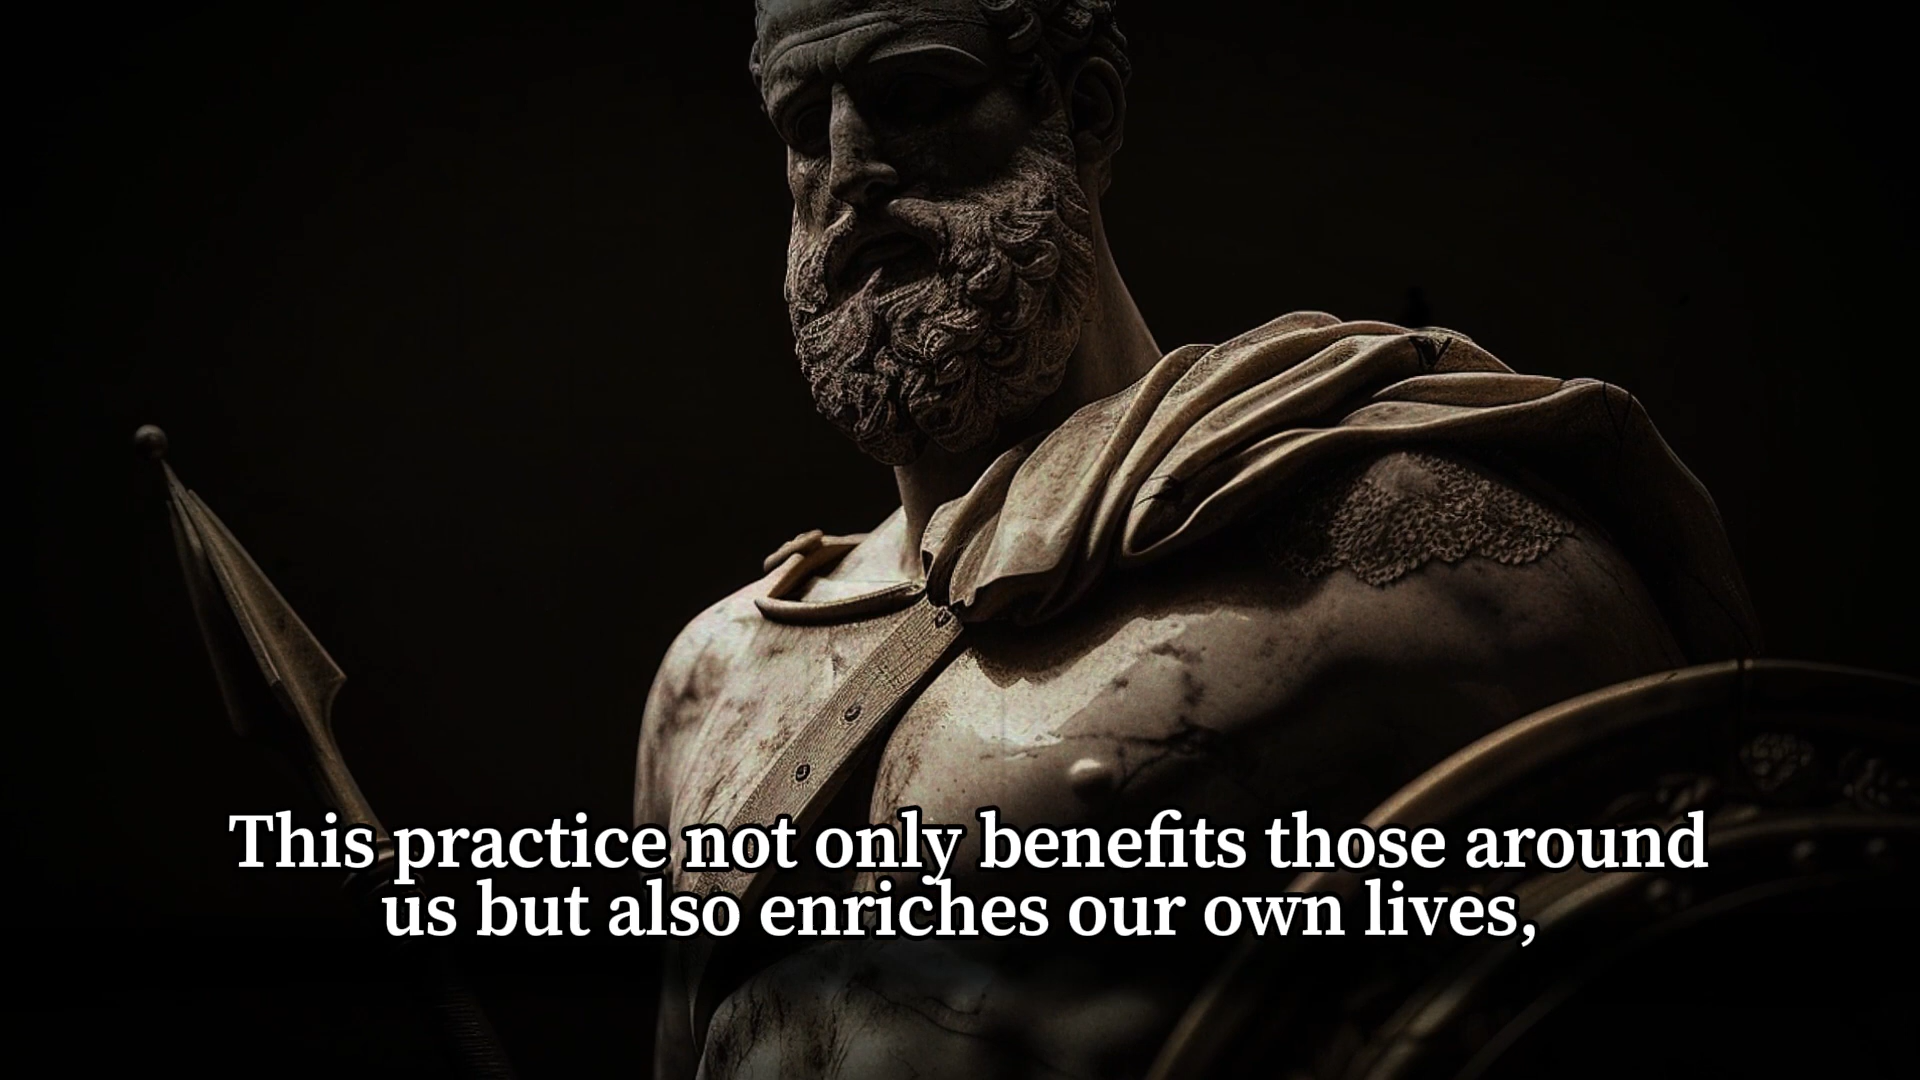 This practice not only benefits those around
us but also enriches our own lives,